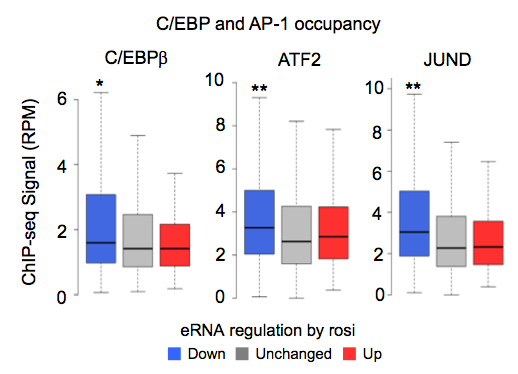 C/EBP and AP-1 occupancy
C/EBPβ
ATF2
JUND
ChIP-seq Signal (RPM)
*
6
4
2
0
**
10
8
6
4
2
0
**
10
8
6
4
2
0
eRNA regulation by rosi
Down Unchanged Up